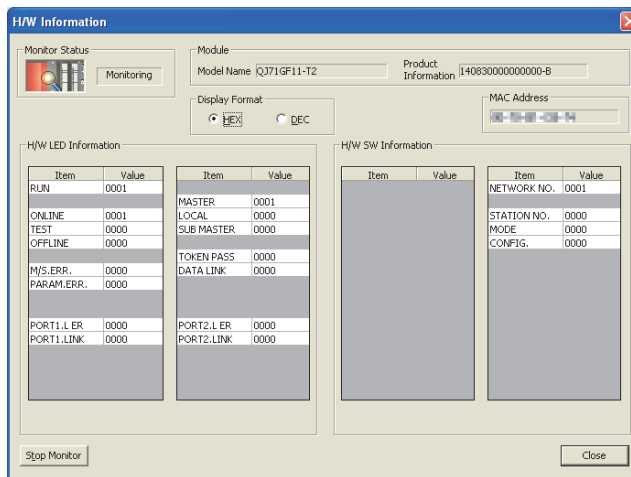 H/W Information
Monitor Status
Monitoring
Module
Model Name QJ71GF11-T2
Product Information 140830000000000-B
Display Format
HEX DEC
MAC Address
H/W LED Information
Item Value Item Value
RUN 0001
MASTER 0001
ONLINE 0001 LOCAL 0000
TEST 0000 SUB MASTER 0000
OFFLINE 0000
TOKEN PASS 0000
M/S.ERR. 0000 DATA LINK 0000
PARAM.ERR. 0000
PORT1.L ER 0000 PORT2.L ER 0000
PORT1.LINK 0000 PORT2.LINK 0000
H/W SW Information
Item Value Item Value
NETWORK NO. 0001
STATION NO. 0000
MODE 0000
CONFIG. 0000
Stop Monitor
Close